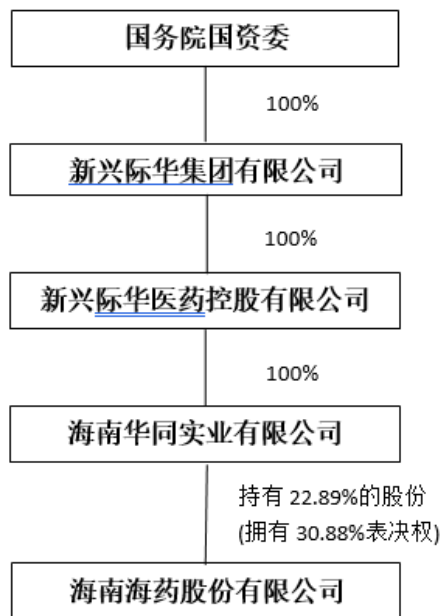 国务院国资委
100%
新兴际华集团有限公司
100%
新兴际华医药控股有限公司
100%
海南华同实业有限公司
持有 22.89%的股份
(拥有 30.88%表决权)
海南海药股份有限公司